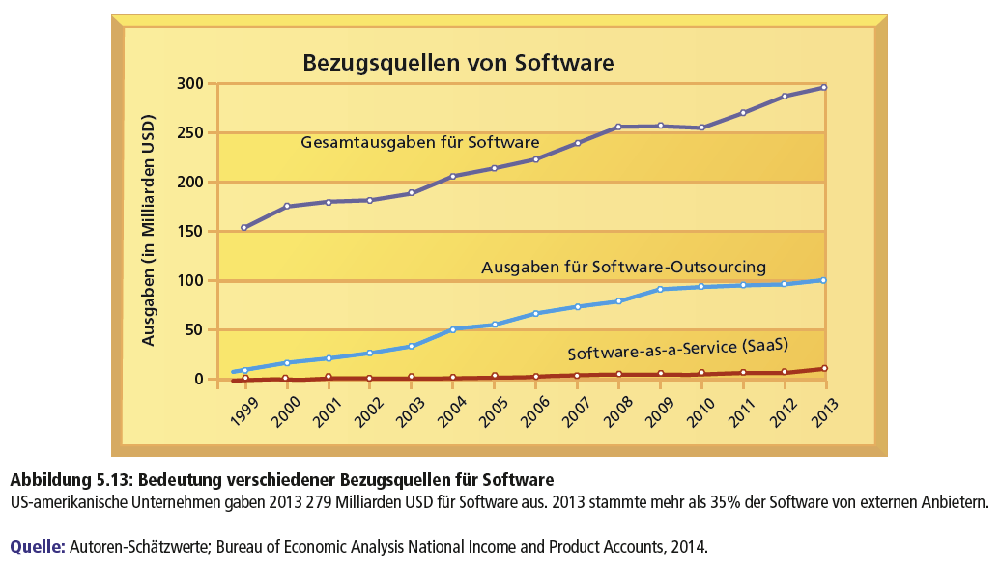 Bezugsquellen von Software
Ausgaben (in Milliarden USD)
300
250
200
150
100
50
0
Gesamtausgaben für Software
Ausgaben für Software-Outsourcing
Software-as-a-Service (SaaS)
1999 2000 2001 2002 2003 2004 2005 2006 2007 2008 2009 2010 2011 2012 2013
Abbildung 5.13: Bedeutung verschiedener Bezugsquellen für Software
US-amerikanische Unternehmen gaben 2013 279 Milliarden USD für Software aus. 2013 stammte mehr als 35% der Software von externen Anbietern.
Quelle: Autoren-Schätzwerte; Bureau of Economic Analysis National Income and Product Accounts, 2014.